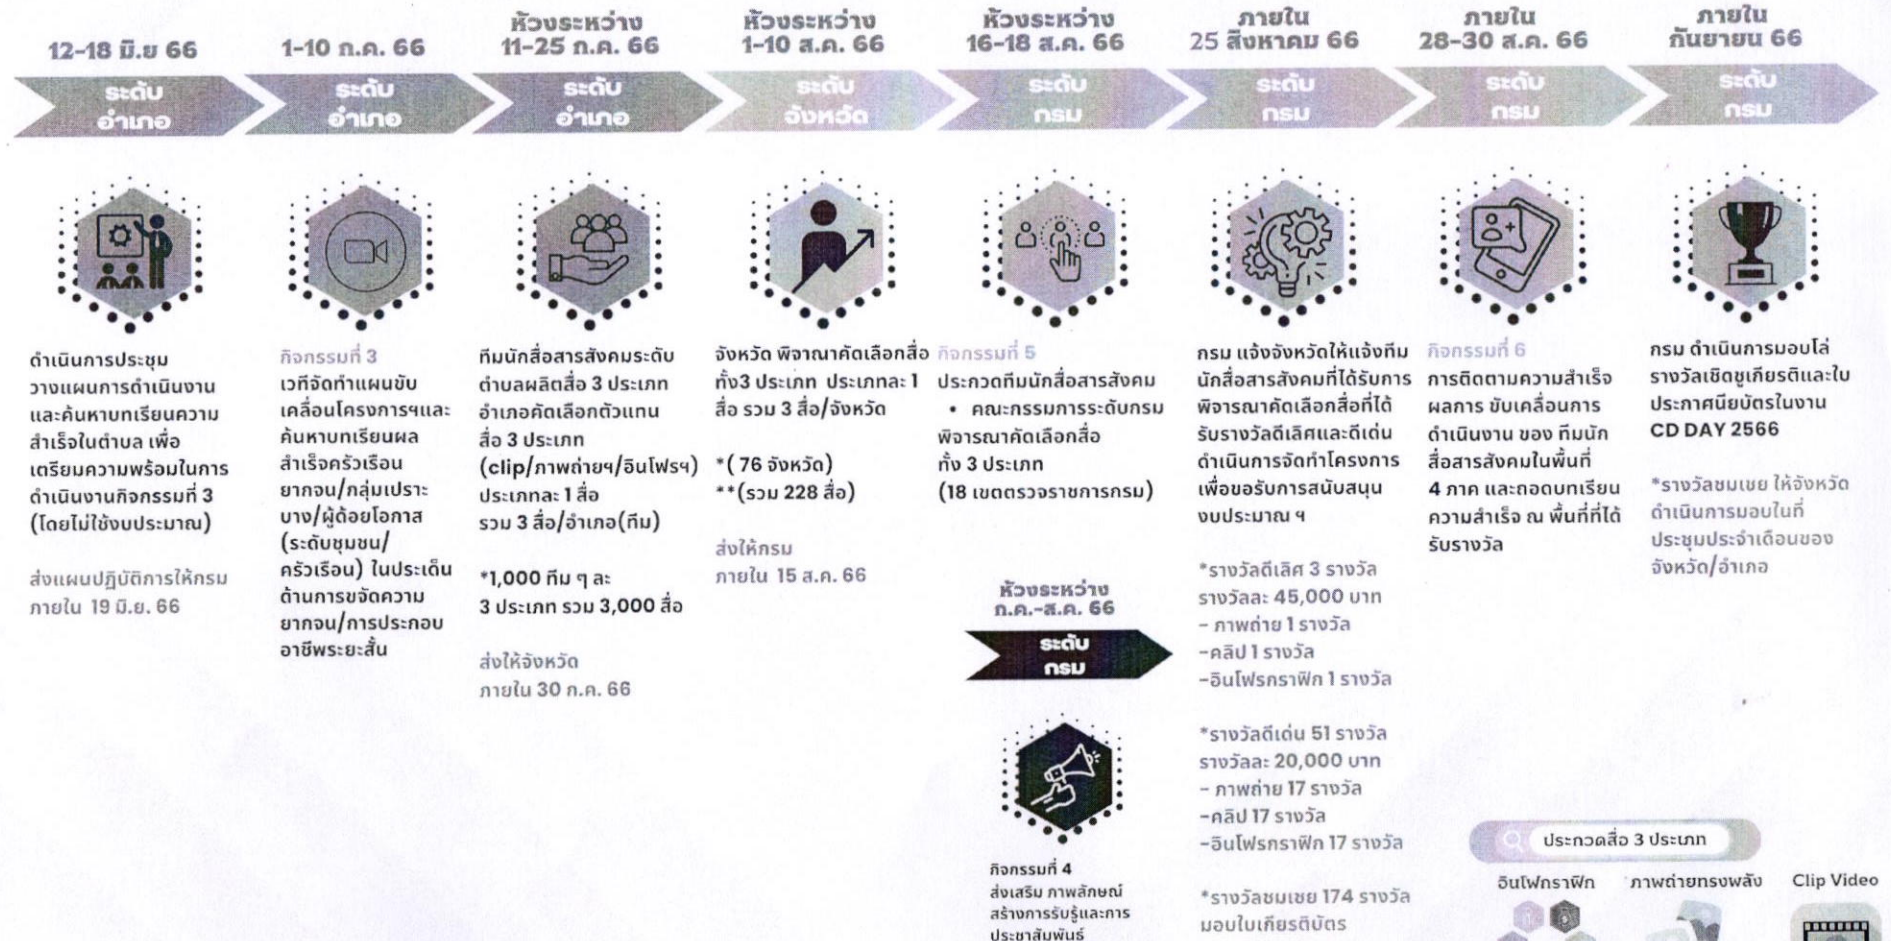 12-18 มิ.ย 66
ระดับ
อำเภอ
ดำเนินการประชุม
วางแผนการดำเนินงาน
และค้นหาบทเรียนความ
สำเร็จในตำบล เพื่อ
เตรียมความพร้อมในการ
ดำเนินงานกิจกรรมที่ 3
(โดยไม่ใช้งบประมาณ)
ส่งแผนปฏิบัติการให้กรม
ภายใน 19 มิ.ย. 66
1-10 ก.ค. 66
ระดับ
อำเภอ
กิจกรรมที่ 3
เวทีจัดทำแผนขับ
เคลื่อนโครงการฯและ
ค้นหาบทเรียนผล
สำเร็จครัวเรือน
ยากจน/กลุ่มเปราะ
บาง/ผู้ด้อยโอกาส
(ระดับชุมชน/
ครัวเรือน) ในประเด็น
ด้านการขจัดความ
ยากจน/การประกอบ
อาชีพระยะสั้น
ห้วงระหว่าง
11-25 ก.ค. 66
ระดับ
อำเภอ
ทีมนักสื่อสารสังคมระดับ
ตำบลผลิตสื่อ 3 ประเภท
อำเภอคัดเลือกตัวแทน
สื่อ 3 ประเภท
(clip/ภาพถ่ายฯ/อินโฟรฯ)
ประเภทละ 1 สื่อ
รวม 3 สื่อ/อำเภอ(ทีม)
*1,000 ทีม ๆ ละ
3 ประเภท รวม 3,000 สื่อ
ส่งให้จังหวัด
ภายใน 30 ก.ค. 66
ห้วงระหว่าง
1-10 ส.ค. 66
ระดับ
จังหวัด
จังหวัด พิจาณาคัดเลือกสื่อ
ทั้ง3 ประเภท ประเภทละ 1
สื่อ รวม 3 สื่อ/จังหวัด
*( 76 จังหวัด)
**(รวม 228 สื่อ)
ส่งให้กรม
ภายใน 15 ส.ค. 66
ห้วงระหว่าง
16-18 ส.ค. 66
ระดับ
กรม
กิจกรรมที่ 5
ประกวดทีมนักสื่อสารสังคม
• คณะกรรมการระดับกรม
พิจารณาคัดเลือกสื่อ
ทั้ง 3 ประเภท
(18 เขตตรวจราชการกรม)
ห้วงระหว่าง
ก.ค.-ส.ค. 66
ระดับ
กรม
กิจกรรมที่ 4
ส่งเสริม ภาพลักษณ์
สร้างการรับรู้และการ
ประชาสัมพันธ์
ภายใน
25 สิงหาคม 66
ระดับ
กรม
กรม แจ้งจังหวัดให้แจ้งทีม
นักสื่อสารสังคมที่ได้รับการ
พิจารณาคัดเลือกสื่อที่ได้
รับรางวัลดีเลิศและดีเด่น
ดำเนินการจัดทำโครงการ
เพื่อขอรับการสนับสนุน
งบประมาณ ฯ
*รางวัลดีเลิศ 3 รางวัล
รางวัลละ 45,000 บาท
- ภาพถ่าย 1 รางวัล
-คลิป 1 รางวัล
-อินโฟรกราฟิก 1 รางวัล
*รางวัลดีเด่น 51 รางวัล
รางวัลละ 20,000 บาท
- ภาพถ่าย 17 รางวัล
-คลิป 17 รางวัล
-อินโฟรกราฟิก 17 รางวัล
*รางวัลชมเชย 174 รางวัล
มอบใบเกียรติบัตร
ภายใน
28-30 ส.ค. 66
ระดับ
กรม
กิจกรรมที่ 6
การติดตามความสำเร็จ
ผลการ ขับเคลื่อนการ
ดำเนินงาน ของ ทีมนัก
สื่อสารสังคมในพื้นที่
4 ภาค และถอดบทเรียน
ความสำเร็จ ณ พื้นที่ที่ได้
รับรางวัล
ภายใน
กันยายน 66
ระดับ
กรม
กรม ดำเนินการมอบโล่
รางวัลเชิดชูเกียรติและใบ
ประกาศนียบัตรในงาน
CD DAY 2566
*รางวัลชมเชย ให้จังหวัด
ดำเนินการมอบในที่
ประชุมประจำเดือนของ
จังหวัด/อำเภอ
ประกวดสื่อ 3 ประเภท
อินโฟกราฟิก
ภาพถ่ายทรงพลัง
Clip Video